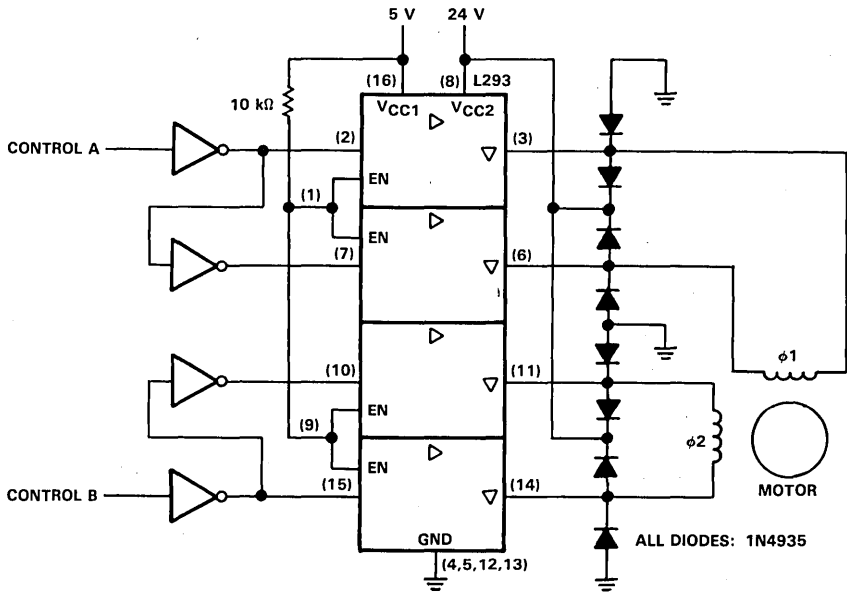 5 V
24 V
(16)
(8)
L293
10 kΩ
VCC1
VCC2
CONTROL A
(2)
(3)
EN
(1)
EN
(7)
(6)
φ1
(10)
(11)
EN
(9)
φ2
EN
MOTOR
CONTROL B
(15)
(14)
GND
ALL DIODES: 1N4935
(4,5,12,13)